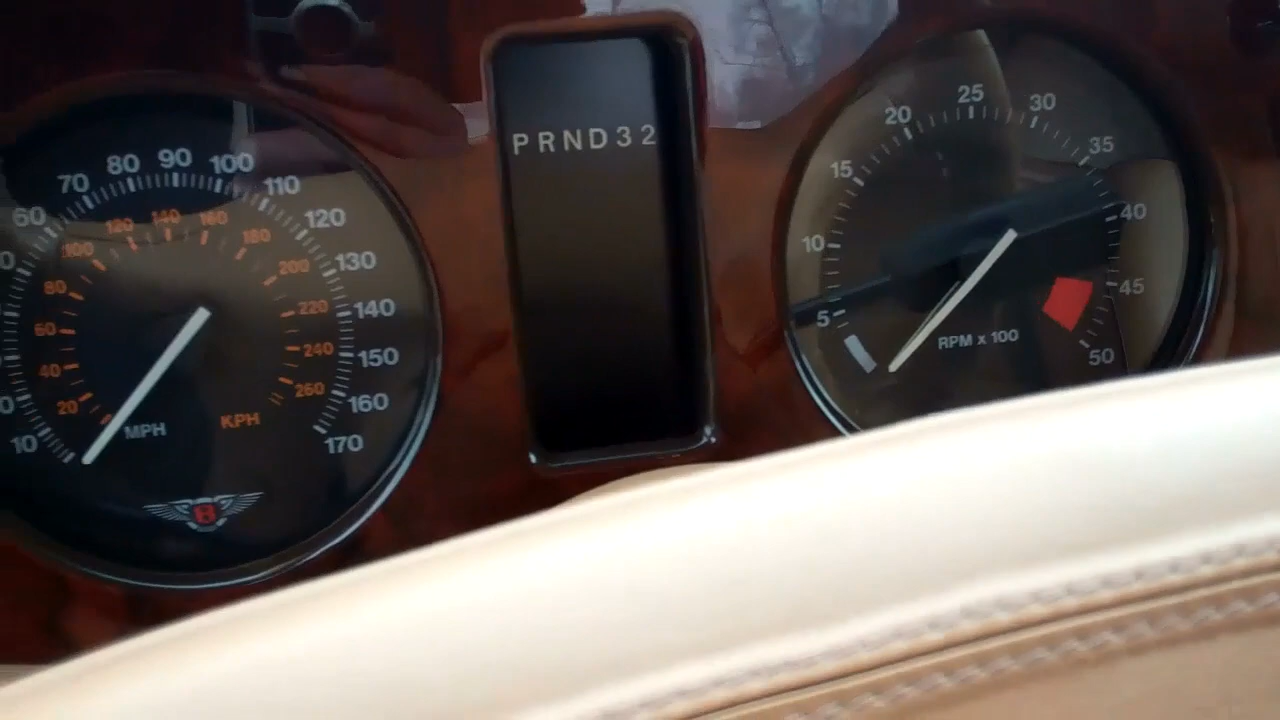 60 70 80 90 100 110 120 130 140 150 160 170
10
20 40 60 80 100 120 140 160 180 200 220 240 260
MPH KPH
B
P R N D 3 2
5 10 15 20 25 30 35 40 45 50
RPM x 100